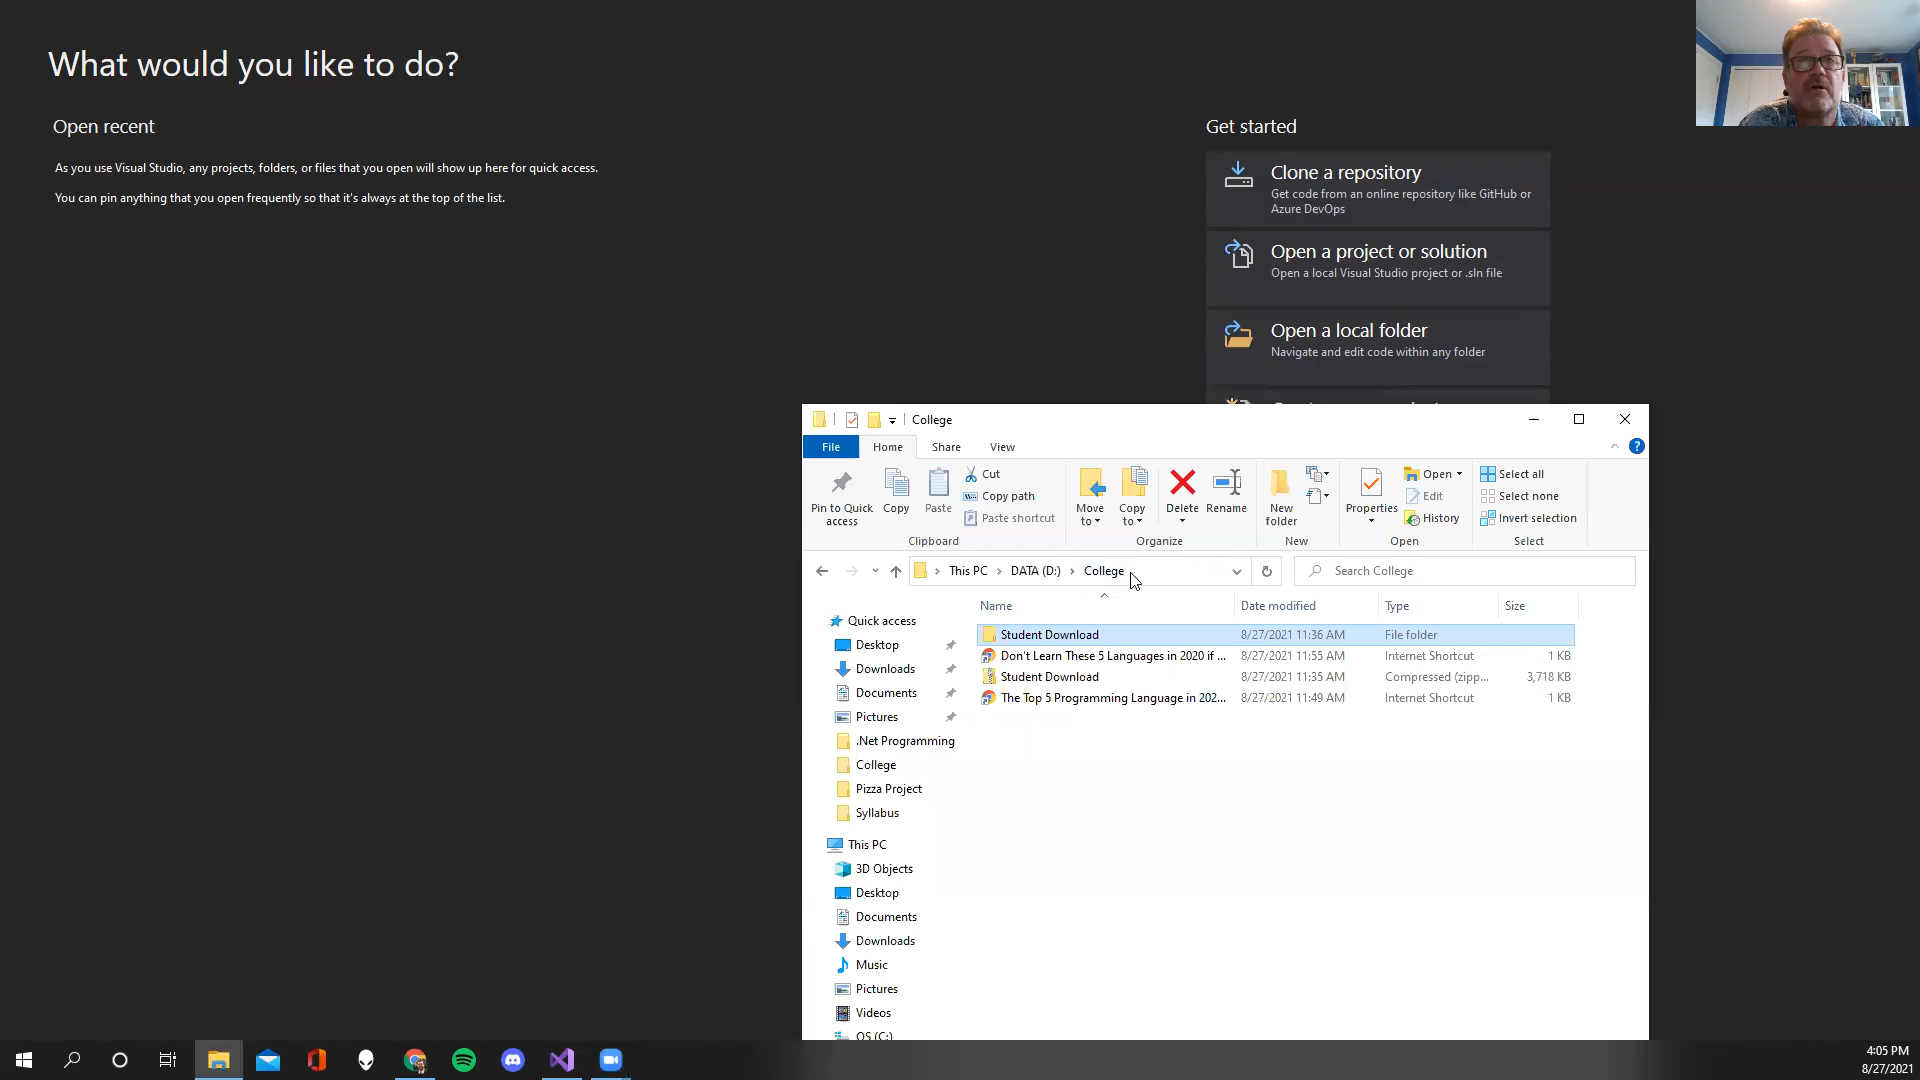 What would you like to do?
Open recent
As you use Visual Studio, any projects, folders, or files that you open will show up here for quick access.
You can pin anything that you open frequently so that it's always at the top of the list.
Get started
Clone a repository
Get code from an online repository like GitHub or
Azure DevOps
Open a project or solution
Open a local Visual Studio project or .sln file
Open a local folder
Navigate and edit code within any folder
College
File Home Share View
Pin to Quick access
Copy
Paste
Cut
Copy path
Paste shortcut
Clipboard
Move to
Copy to
Delete
Rename
Organize
New folder
New
Properties
Open
Edit
History
Open
Select all
Select none
Invert selection
Select
This PC > DATA (D:) > College
Search College
Name Date modified Type Size
Student Download 8/27/2021 11:36 AM File folder
Don't Learn These 5 Languages in 2020 if ... 8/27/2021 11:55 AM Internet Shortcut 1 KB
Student Download 8/27/2021 11:35 AM Compressed (zipp... 3,718 KB
The Top 5 Programming Language in 202... 8/27/2021 11:49 AM Internet Shortcut 1 KB
Quick access
Desktop
Downloads
Documents
Pictures
.Net Programming
College
Pizza Project
Syllabus
This PC
3D Objects
Desktop
Documents
Downloads
Music
Pictures
Videos
OS (C:)
4:05 PM
8/27/2021